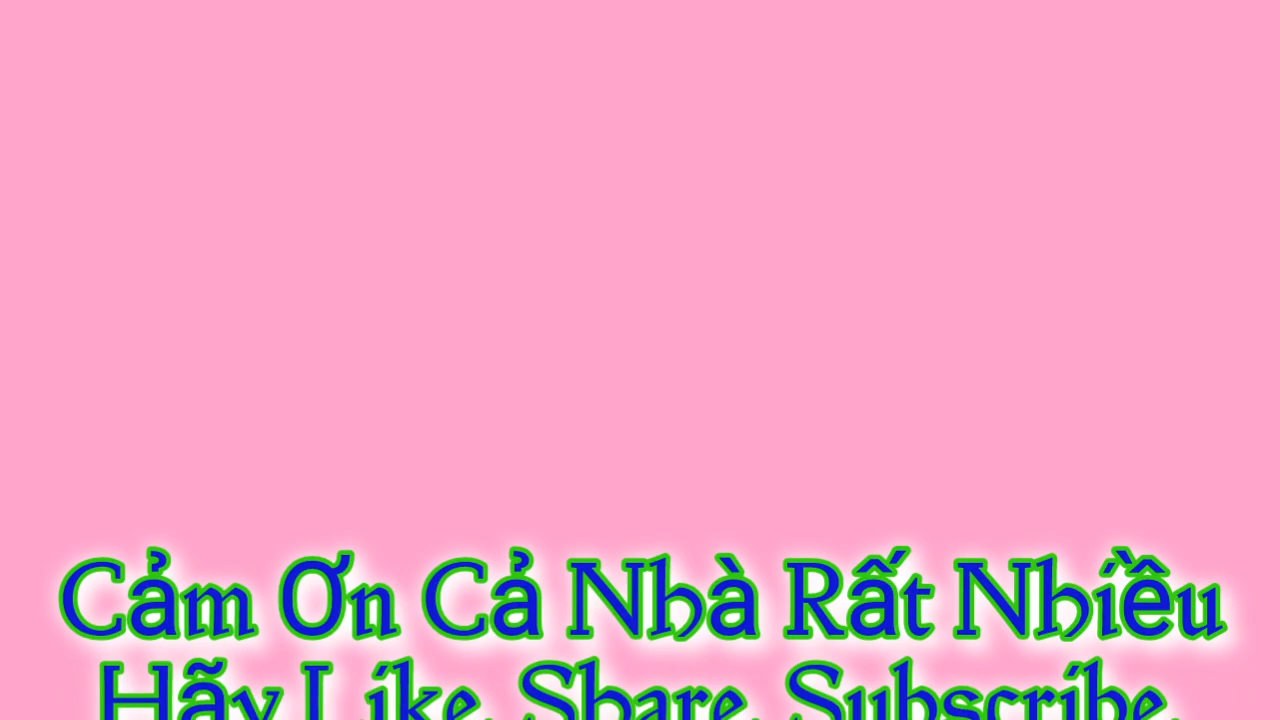 Cảm Ơn Cả Nhà Rất Nhiều
Hãy Like, Share, Subscribe,